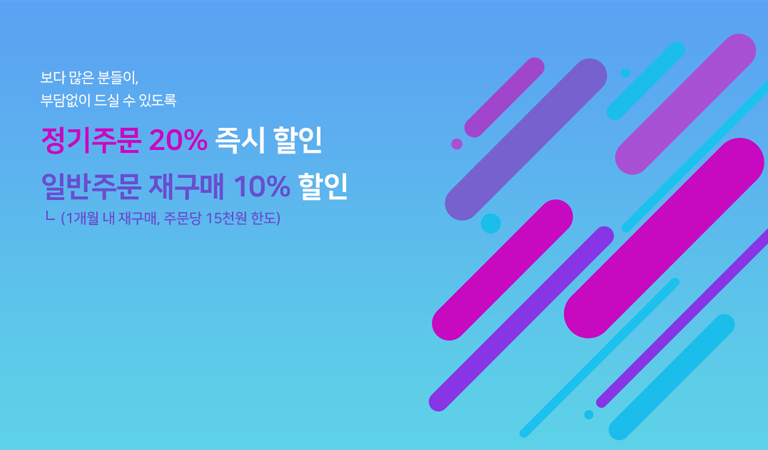 보다 많은 분들이,
부담없이 드실 수 있도록
정기주문 20% 즉시 할인
일반주문 재구매 10% 할인
└ (1개월 내 재구매, 주문당 15천원 한도)